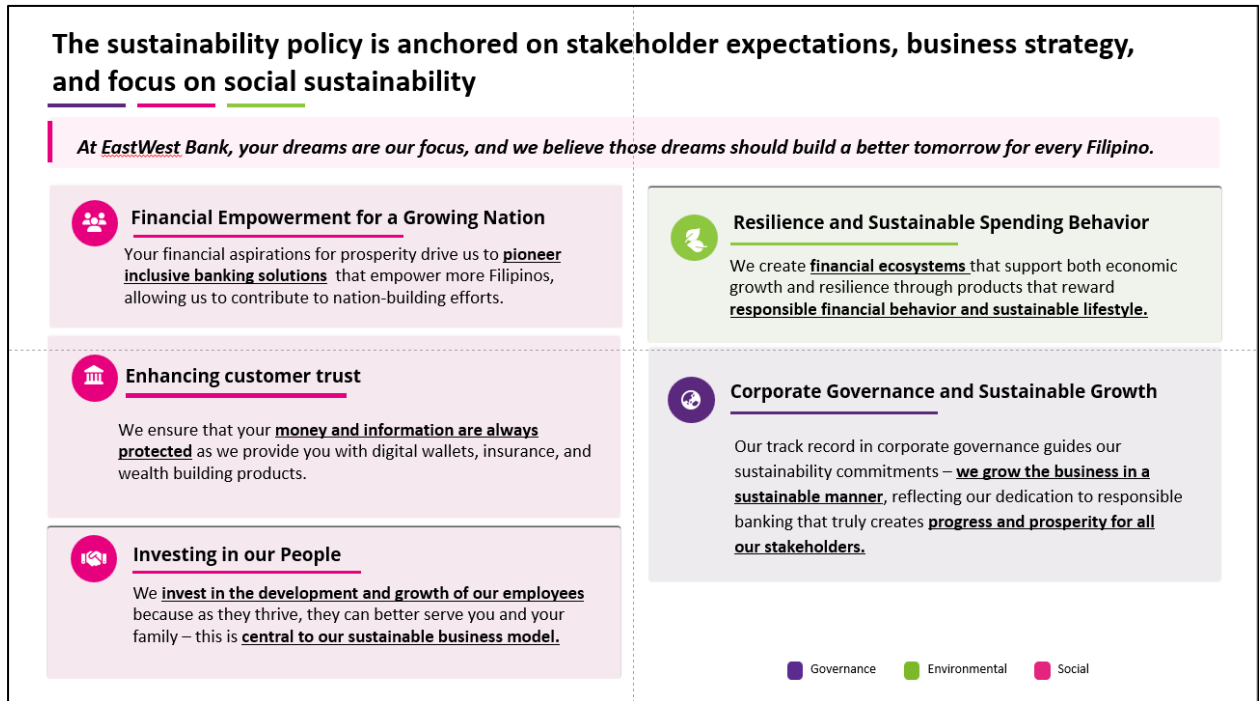 The sustainability policy is anchored on stakeholder expectations, business strategy,
and focus on social sustainability
At EastWest Bank, your dreams are our focus, and we believe those dreams should build a better tomorrow for every Filipino.
Financial Empowerment for a Growing Nation
Your financial aspirations for prosperity drive us to pioneer
inclusive banking solutions that empower more Filipinos,
allowing us to contribute to nation-building efforts.
Enhancing customer trust
We ensure that your money and information are always
protected as we provide you with digital wallets, insurance, and
wealth building products.
Investing in our People
We invest in the development and growth of our employees
because as they thrive, they can better serve you and your
family – this is central to our sustainable business model.
Resilience and Sustainable Spending Behavior
We create financial ecosystems that support both economic
growth and resilience through products that reward
responsible financial behavior and sustainable lifestyle.
Corporate Governance and Sustainable Growth
Our track record in corporate governance guides our
sustainability commitments – we grow the business in a
sustainable manner, reflecting our dedication to responsible
banking that truly creates progress and prosperity for all
our stakeholders.
Governance
Environmental
Social